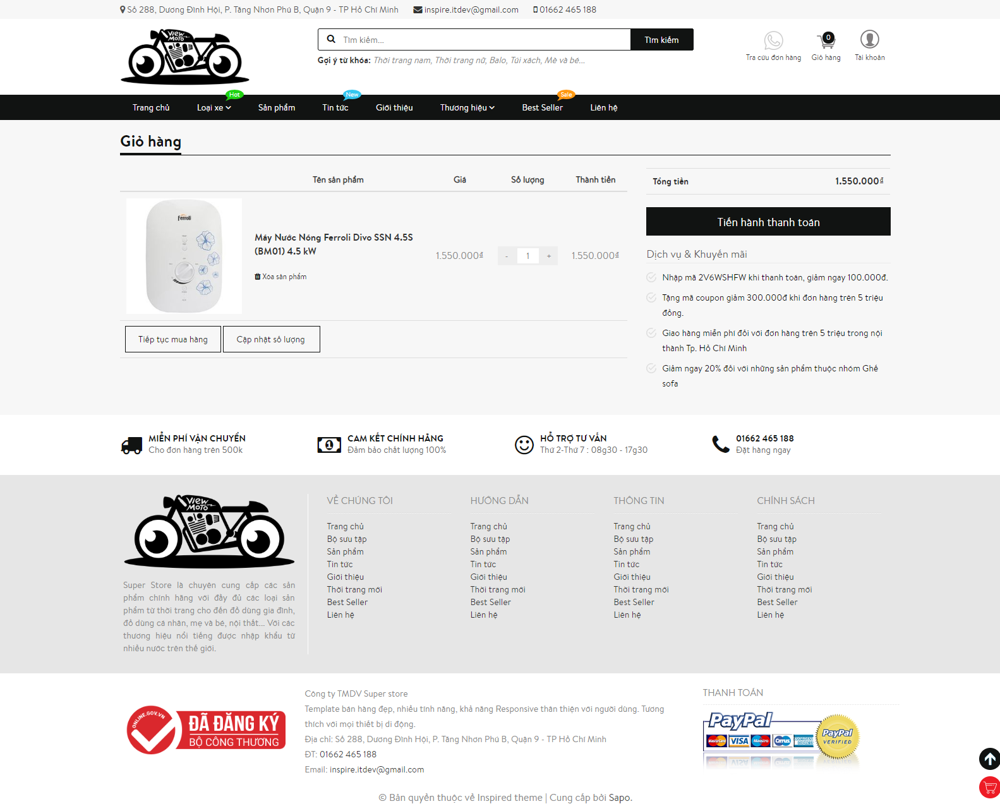 Số 288, Dương Đình Hội, P. Tăng Nhơn Phú B, Quận 9 - TP Hồ Chí Minh inspire.itdev@gmail.com 01662 465 188
VIEW MOTO
Tìm kiếm... Tìm kiếm
Gợi ý từ khóa: Thời trang nam, Thời trang nữ, Balo, Túi xách, Mẹ và bé...
0
Tra cứu đơn hàng Giỏ hàng Tài khoản
Hot New Sale
Trang chủ Loại xe Sản phẩm Tin tức Giới thiệu Thương hiệu Best Seller Liên hệ
Giỏ hàng
Tên sản phẩm Giá Số lượng Thành tiền
Ferroli
Máy Nước Nóng Ferroli Divo SSN 4.5S
(BM01) 4.5 kW
1.550.000₫ - 1 + 1.550.000₫
Xóa sản phẩm
Tiếp tục mua hàng Cập nhật số lượng
Tổng tiền 1.550.000₫
Tiến hành thanh toán
Dịch vụ & Khuyến mãi
Nhập mã 2V6WSHFW khi thanh toán, giảm ngay 100.000đ.
Tặng mã coupon giảm 300.000đ khi đơn hàng trên 5 triệu
đồng.
Giao hàng miễn phí đối với đơn hàng trên 5 triệu trong nội
thành Tp. Hồ Chí Minh
Giảm ngay 20% đối với những sản phẩm thuộc nhóm Ghế
sofa
MIỄN PHÍ VẬN CHUYỂN
Cho đơn hàng trên 500k
CAM KẾT CHÍNH HÃNG
Đảm bảo chất lượng 100%
HỖ TRỢ TƯ VẤN
Thứ 2-Thứ 7 : 08g30 - 17g30
01662 465 188
Đặt hàng ngay
VIEW MOTO
Super Store là chuyên cung cấp các sản
phẩm chính hãng với đầy đủ các loại sản
phẩm từ thời trang cho đến đồ dùng gia đình,
đồ dùng cá nhân, mẹ và bé, nội thất... Với các
thương hiệu nổi tiếng được nhập khẩu từ
nhiều nước trên thế giới.
VỀ CHÚNG TÔI
Trang chủ
Bộ sưu tập
Sản phẩm
Tin tức
Giới thiệu
Thời trang mới
Best Seller
Liên hệ
HƯỚNG DẪN
Trang chủ
Bộ sưu tập
Sản phẩm
Tin tức
Giới thiệu
Thời trang mới
Best Seller
Liên hệ
THÔNG TIN
Trang chủ
Bộ sưu tập
Sản phẩm
Tin tức
Giới thiệu
Thời trang mới
Best Seller
Liên hệ
CHÍNH SÁCH
Trang chủ
Bộ sưu tập
Sản phẩm
Tin tức
Giới thiệu
Thời trang mới
Best Seller
Liên hệ
ONLINE.GOV.VN
ĐÃ ĐĂNG KÝ
BỘ CÔNG THƯƠNG
Công ty TMDV Super store
Template bán hàng đẹp, nhiều tính năng, khả năng Responsive thân thiện với người dùng. Tương
thích với mọi thiết bị di động.
Địa chỉ: Số 288, Dương Đình Hội, P. Tăng Nhơn Phú B, Quận 9 - TP Hồ Chí Minh
ĐT: 01662 465 188
Email: inspire.itdev@gmail.com
THANH TOÁN
PayPal
MasterCard VISA Maestro Cirrus AMERICAN EXPRESS
PayPal VERIFIED
© Bản quyền thuộc về Inspired theme | Cung cấp bởi Sapo.